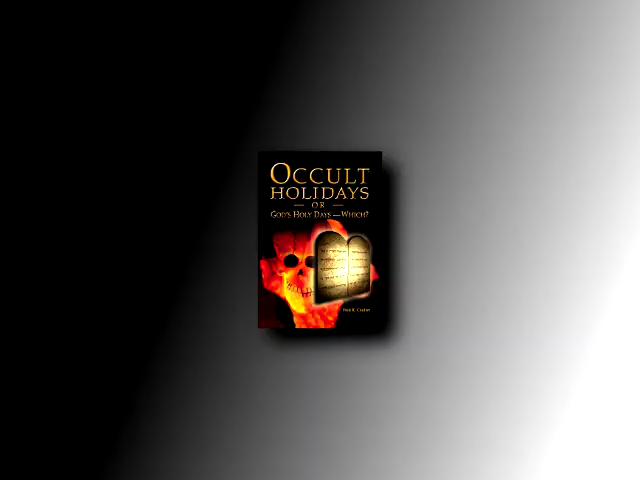 OCCULT
HOLIDAYS
— OR —
GOD'S HOLY DAYS — WHICH?